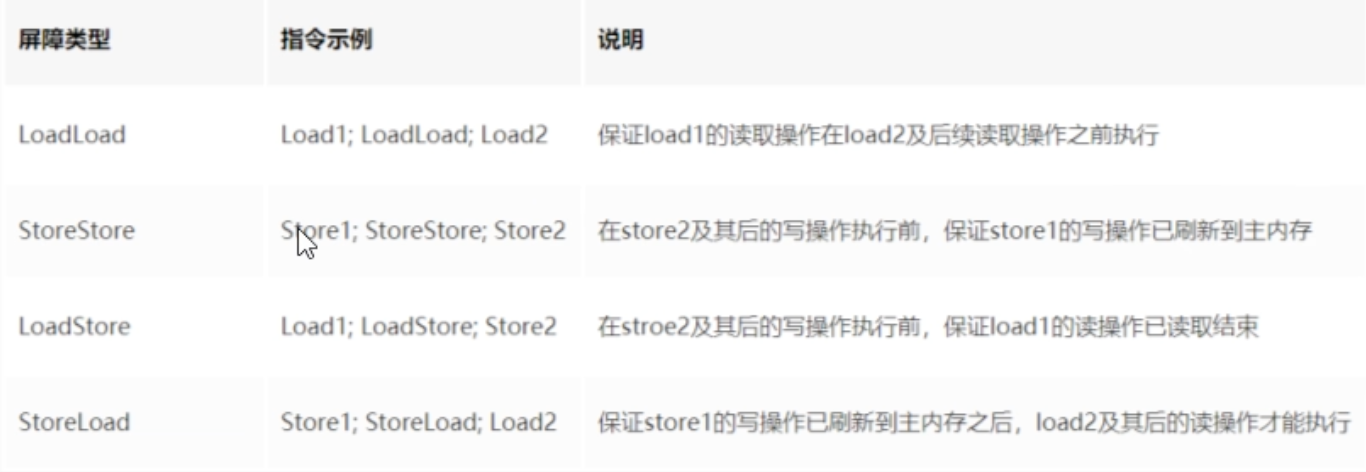 屏障类型 指令示例 说明
LoadLoad Load1; LoadLoad; Load2 保证load1的读取操作在load2及后续读取操作之前执行
StoreStore Store1; StoreStore; Store2 在store2及其后的写操作执行前，保证store1的写操作已刷新到主内存
LoadStore Load1; LoadStore; Store2 在stroe2及其后的写操作执行前，保证load1的读操作已读取结束
StoreLoad Store1; StoreLoad; Load2 保证store1的写操作已刷新到主内存之后，load2及其后的读操作才能执行